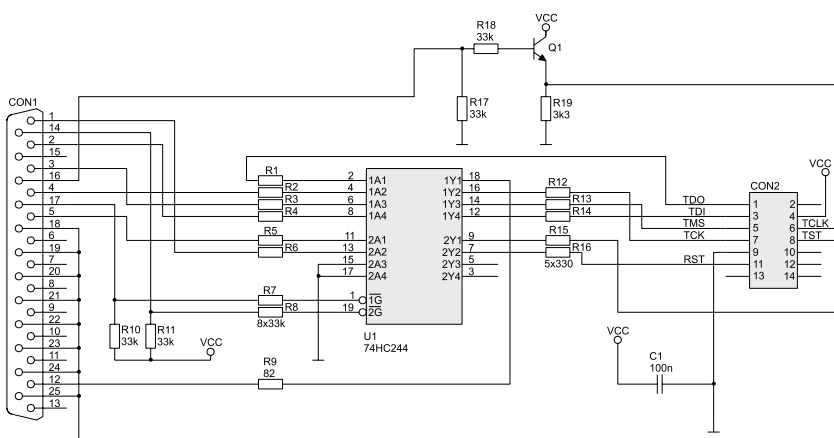 VCC
R18
33k
Q1
CON1
R17
33k
R19
3k3
1
14
2
15
3
16
4
17
5
18
6
19
7
20
8
21
9
22
10
23
11
24
12
25
13
R1
R2
R3
R4
R5
R6
R7
R8
8x33k
R9
82
R10
33k
R11
33k
VCC
2 1A1 1Y1 18
4 1A2 1Y2 16
6 1A3 1Y3 14
8 1A4 1Y4 12
11 2A1 2Y1 9
13 2A2 2Y2 7
15 2A3 2Y3 5
17 2A4 2Y4 3
1 1G
19 2G
U1
74HC244
R12
R13
R14
R15
R16
5x330
VCC
CON2
TDO 1 2
TDI 3 4
TMS 5 6 TCLK
TCK 7 8 TST
9 10
RST 11 12
13 14
VCC
C1
100n